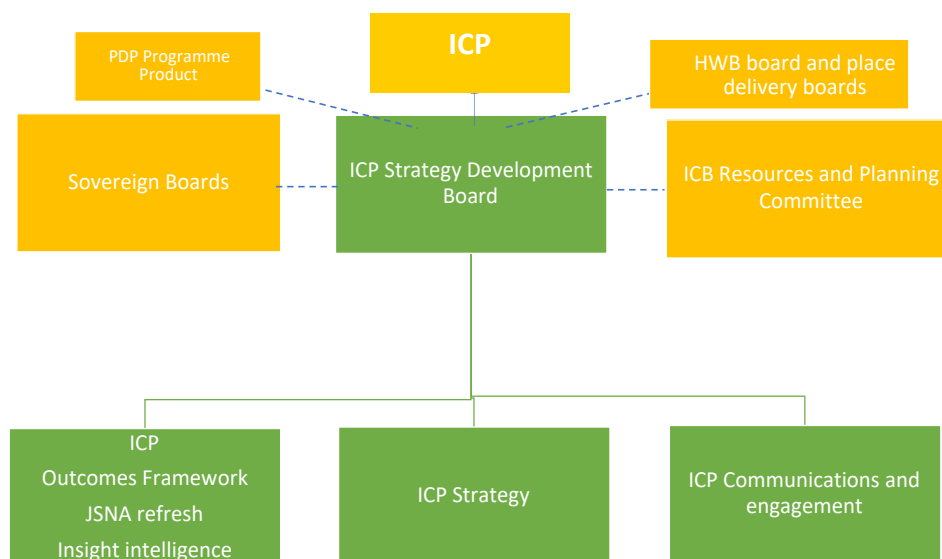 ICP
PDP Programme
Product
HWB board and place
delivery boards
Sovereign Boards
ICP Strategy Development
Board
ICB Resources and Planning
Committee
ICP
Outcomes Framework
JSNA refresh
Insight intelligence
ICP Strategy
ICP Communications and
engagement